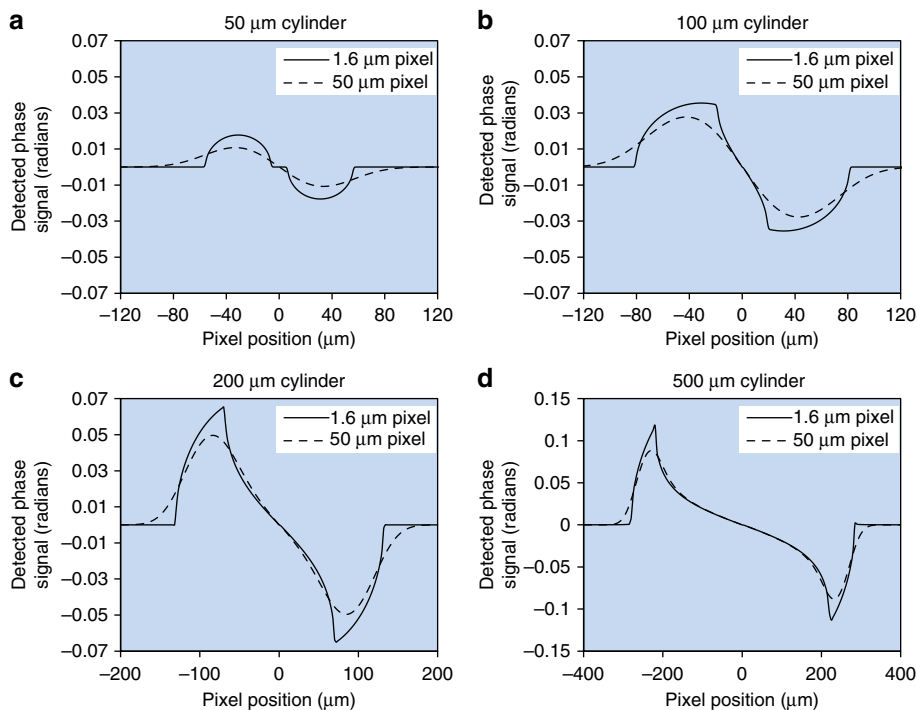 a
50 μm cylinder
0.07
0.05
0.03
0.01
−0.01
−0.03
−0.05
−0.07
Detected phase
signal (radians)
1.6 μm pixel
50 μm pixel
−120
−80
−40
0
40
80
120
Pixel position (μm)
b
100 μm cylinder
0.07
0.05
0.03
0.01
−0.01
−0.03
−0.05
−0.07
Detected phase
signal (radians)
1.6 μm pixel
50 μm pixel
−120
−80
−40
0
40
80
120
Pixel position (μm)
c
200 μm cylinder
0.07
0.05
0.03
0.01
−0.01
−0.03
−0.05
−0.07
Detected phase
signal (radians)
1.6 μm pixel
50 μm pixel
−200
−100
0
100
200
Pixel position (μm)
d
500 μm cylinder
0.15
0.1
0.05
0
−0.05
−0.1
−0.15
Detected phase
signal (radians)
1.6 μm pixel
50 μm pixel
−400
−200
0
200
400
Pixel position (μm)